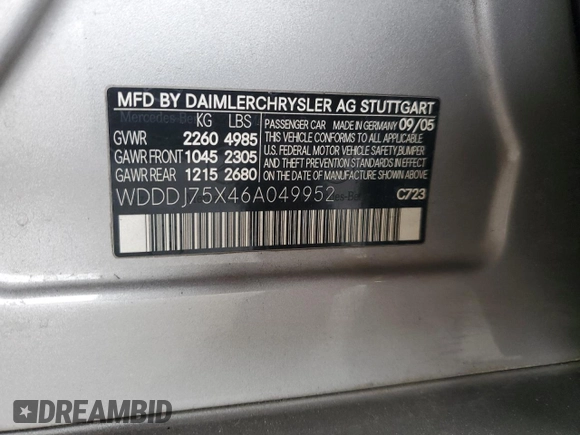 MFD BY DAIMLERCHRYSLER AG STUTTGART
KG LBS
GVWR 2260 4985
GAWR FRONT 1045 2305
GAWR REAR 1215 2680
PASSENGER CAR MADE IN GERMANY 09/05
THIS VEHICLE CONFORMS TO ALL APPLICABLE
U.S. FEDERAL MOTOR VEHICLE SAFETY, BUMPER,
AND THEFT PREVENTION STANDARDS IN EFFECT
ON THE DATE OF MANUFACTURE SHOWN ABOVE.
WDDDJ75X46A049952
C723
DREAMBID